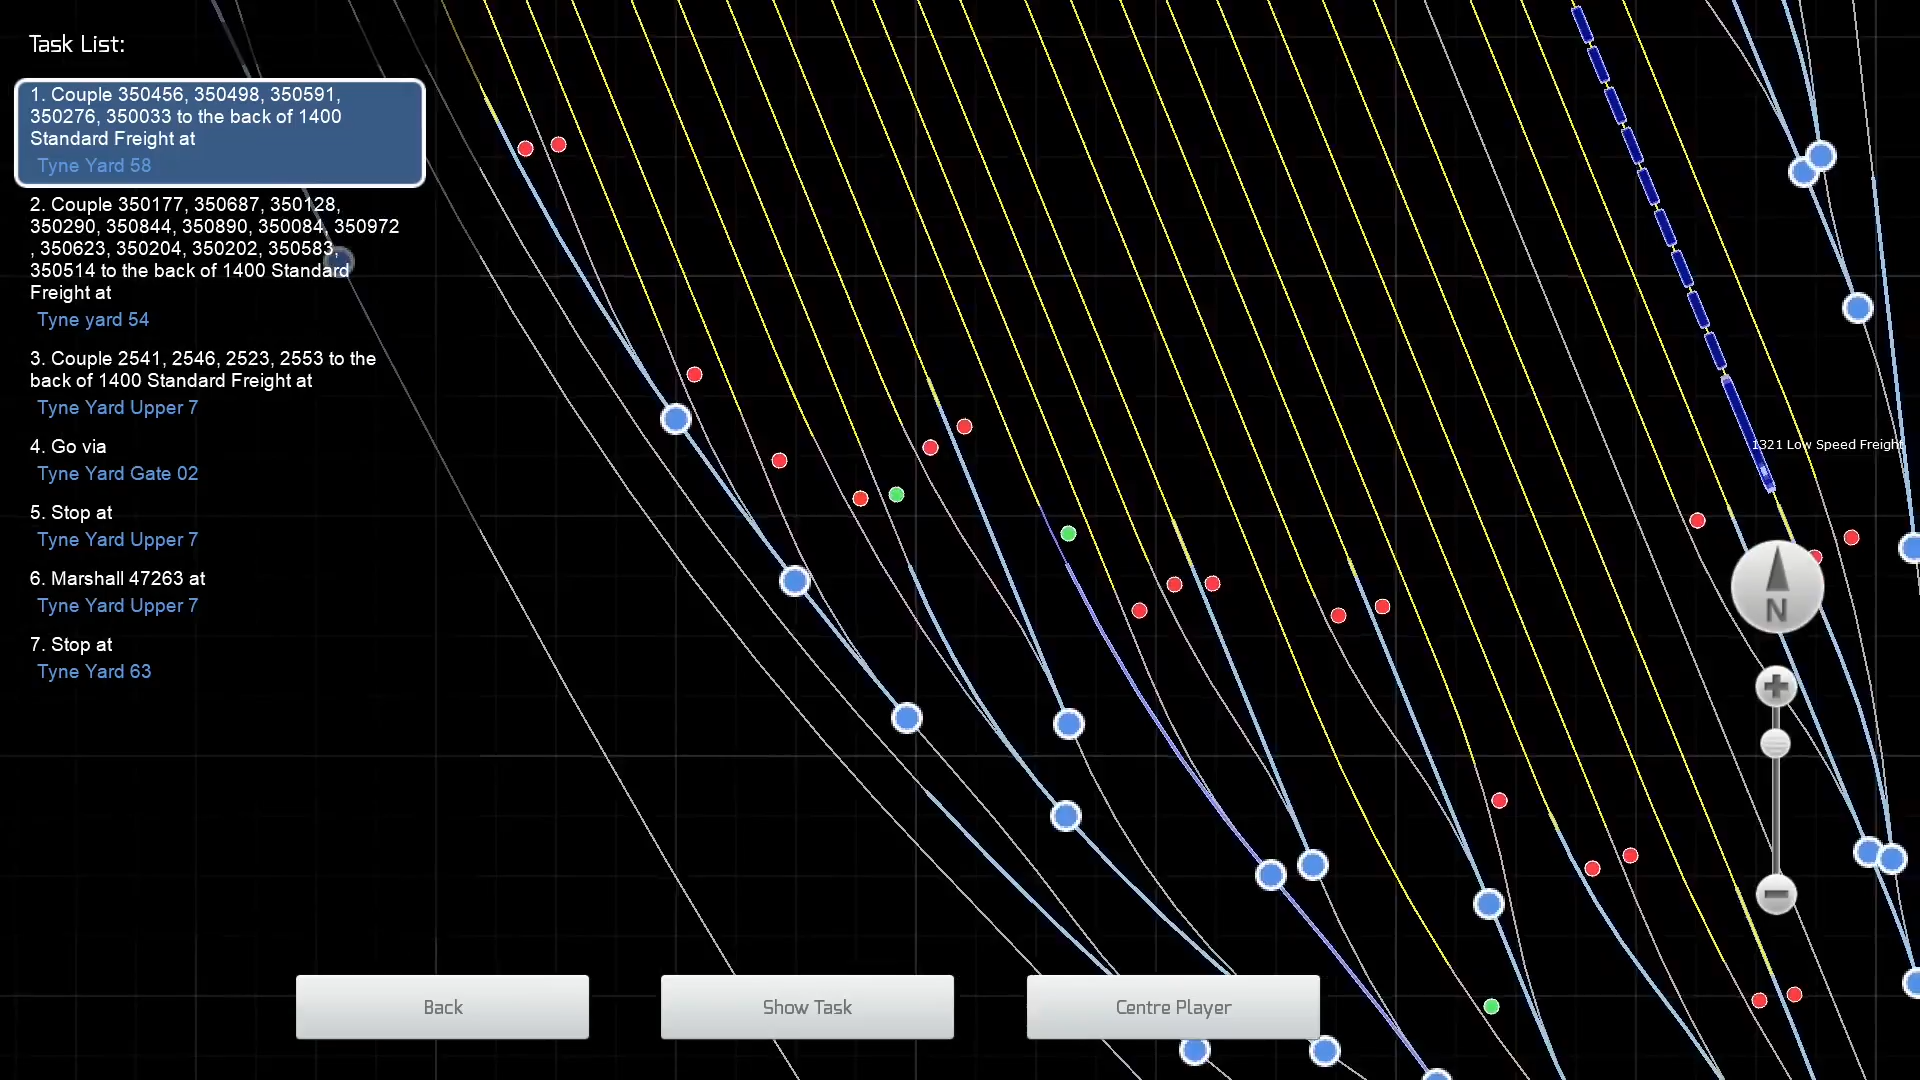 Task List:
1. Couple 350456, 350498, 350591,
350276, 350033 to the back of 1400
Standard Freight at
Tyne Yard 58
2. Couple 350177, 350687, 350128,
350290, 350844, 350890, 350084, 350972
, 350623, 350204, 350202, 350583,
350514 to the back of 1400 Standard
Freight at
Tyne yard 54
3. Couple 2541, 2546, 2523, 2553 to the
back of 1400 Standard Freight at
Tyne Yard Upper 7
4. Go via
Tyne Yard Gate 02
5. Stop at
Tyne Yard Upper 7
6. Marshall 47263 at
Tyne Yard Upper 7
7. Stop at
Tyne Yard 63
1321 Low Speed Freight
N
Back
Show Task
Centre Player